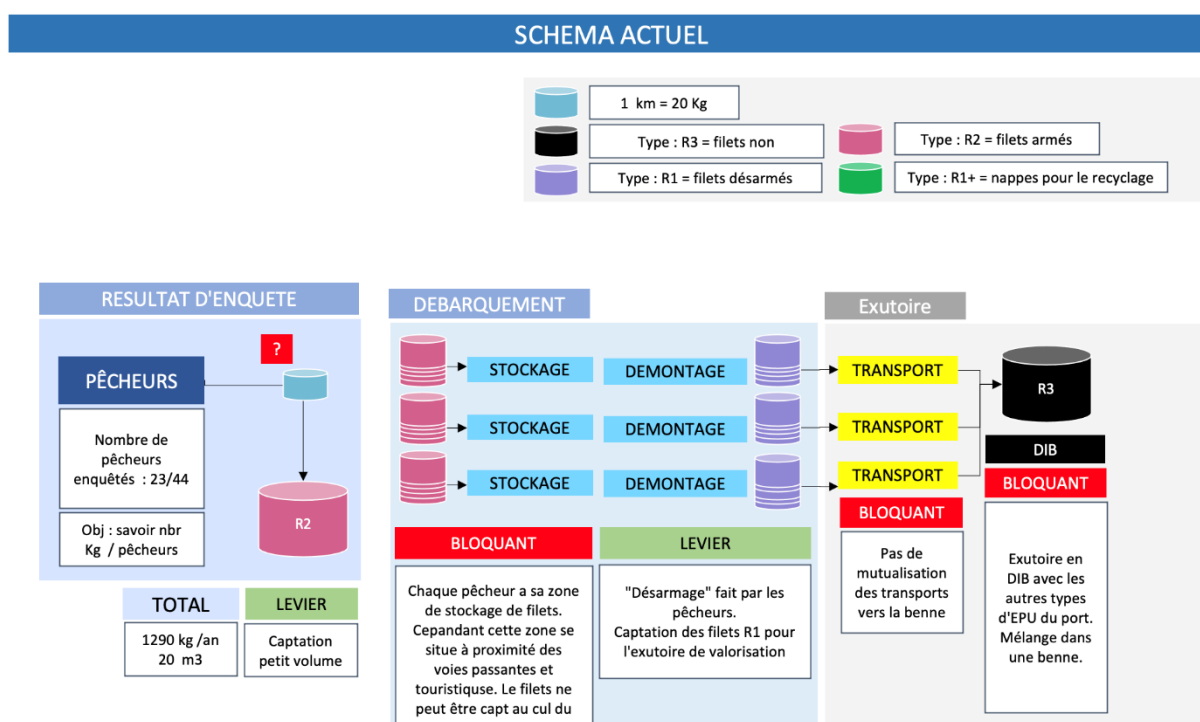 SCHEMA ACTUEL
1 km = 20 Kg
Type : R3 = filets non
Type : R2 = filets armés
Type : R1 = filets désarmés
Type : R1+ = nappes pour le recyclage
RESULTAT D'ENQUETE
?
PÊCHEURS
Nombre de
pêcheurs
enquêtés : 23/44
Obj : savoir nbr
Kg / pêcheurs
R2
TOTAL
1290 kg /an
20 m3
LEVIER
Captation
petit volume
DEBARQUEMENT
STOCKAGE
DEMONTAGE
STOCKAGE
DEMONTAGE
STOCKAGE
DEMONTAGE
BLOQUANT
Chaque pêcheur a sa zone
de stockage de filets.
Cepandant cette zone se
situe à proximité des
voies passantes et
touristiquse. Le filets ne
peut être capt au cul du
LEVIER
"Désarmage" fait par les
pêcheurs.
Captation des filets R1 pour
l'exutoire de valorisation
Exutoire
TRANSPORT
TRANSPORT
TRANSPORT
BLOQUANT
Pas de
mutualisation
des transports
vers la benne
R3
DIB
BLOQUANT
Exutoire en
DIB avec les
autres types
d'EPU du port.
Mélange dans
une benne.